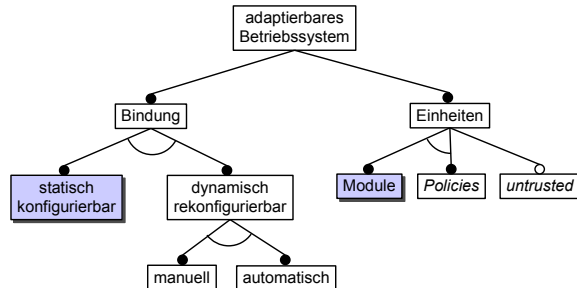 adaptierbares
Betriebssystem
Bindung
Einheiten
statisch
konfigurierbar
dynamisch
rekonfigurierbar
Module
Policies
untrusted
manuell
automatisch